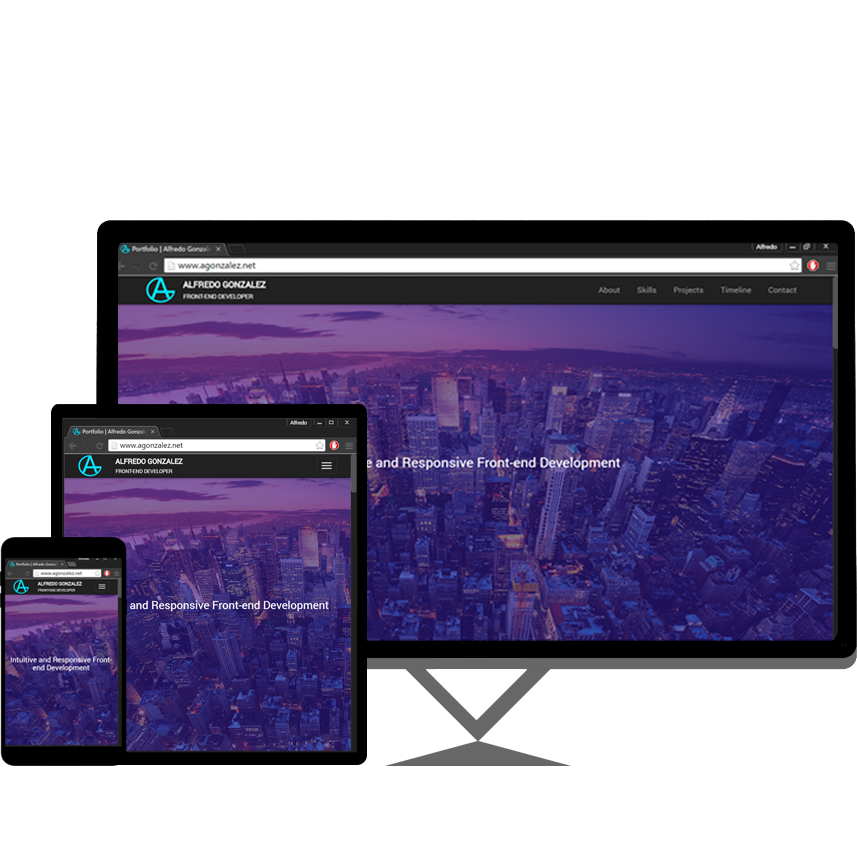 Portfolio | Alfredo Gonzal
Alfredo
www.agonzalez.net
ALFREDO GONZALEZ
FRONT-END DEVELOPER
About Skills Projects Timeline Contact
e and Responsive Front-end Development
Alfredo
Portfolio | Alfredo Gonzal
www.agonzalez.net
ALFREDO GONZALEZ
FRONT-END DEVELOPER
and Responsive Front-end Development
Portfolio | Alfredo Gonzal
www.agonzalez.net
ALFREDO GONZALEZ
FRONT-END DEVELOPER
Intuitive and Responsive Front-
end Development